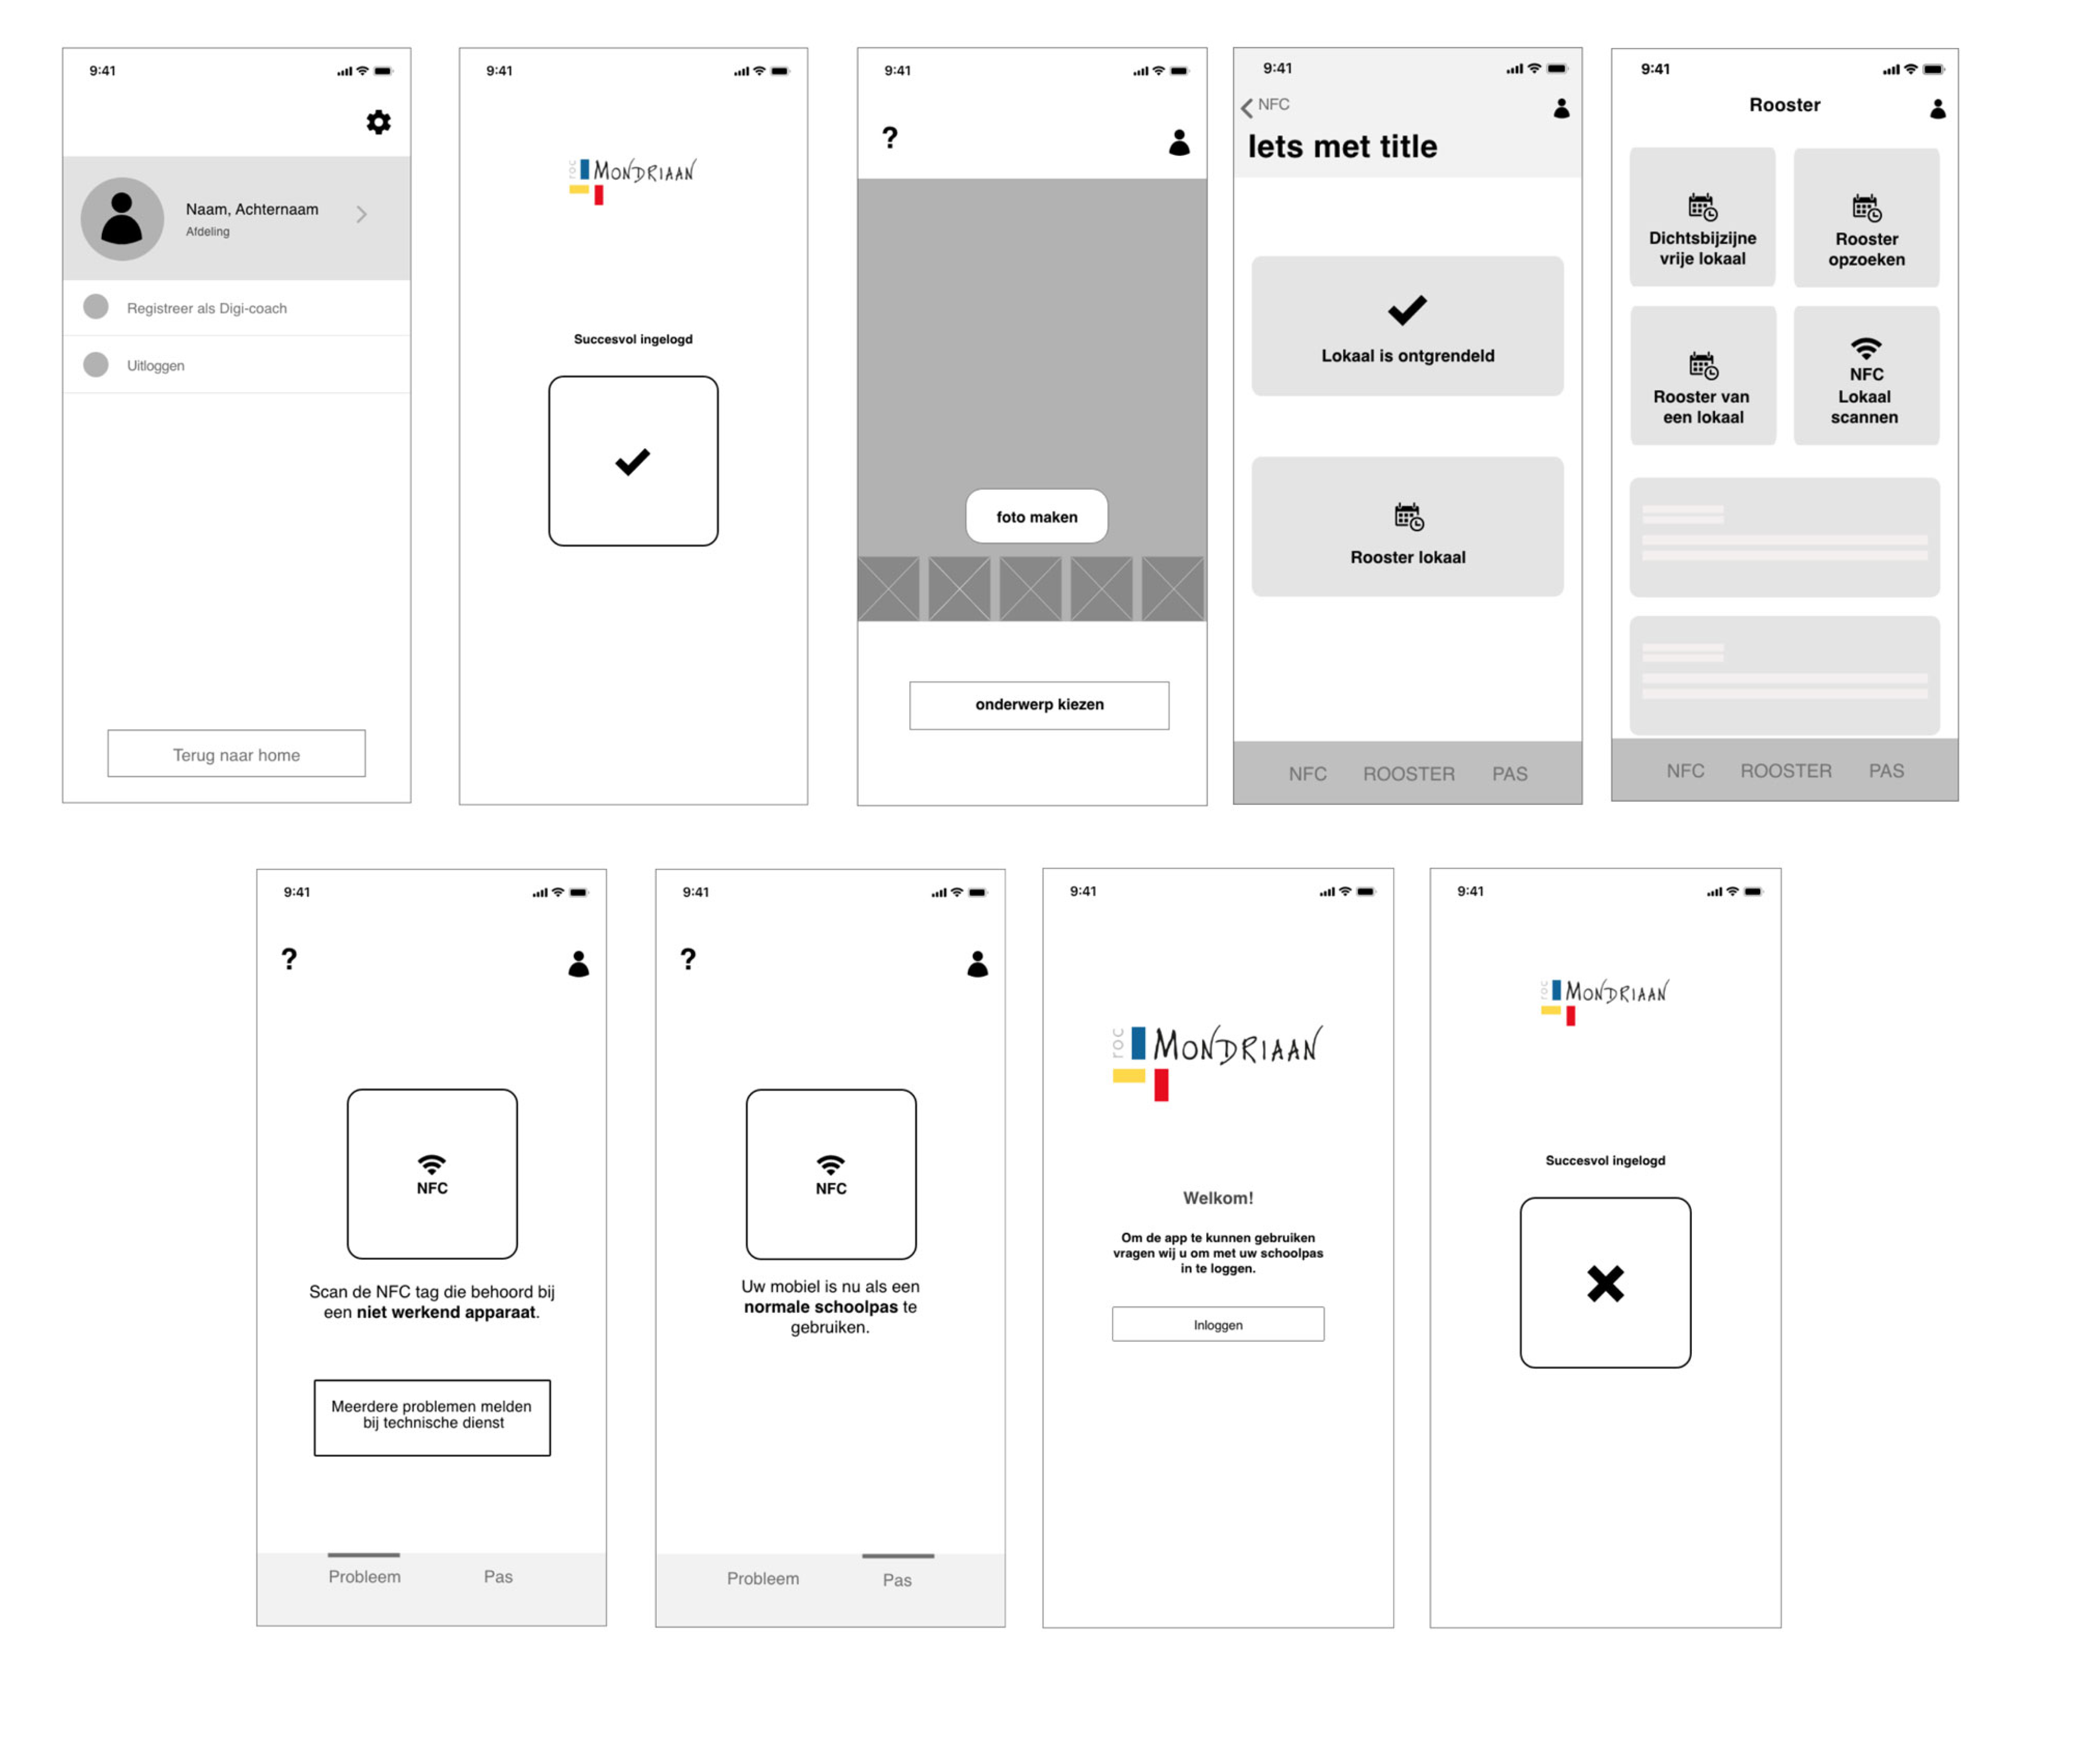 9:41
Naam, Achternaam
Afdeling
Registreer als Digi-coach
Uitloggen
Terug naar home
9:41
roc MONDRIAAN
Succesvol ingelogd
9:41
?
foto maken
onderwerp kiezen
9:41
NFC
Iets met title
Lokaal is ontgrendeld
Rooster lokaal
NFC ROOSTER PAS
9:41
Rooster
Dichtsbijzijne
vrije lokaal
Rooster
opzoeken
Rooster van
een lokaal
NFC
Lokaal
scannen
NFC ROOSTER PAS
9:41
?
NFC
Scan de NFC tag die behoord bij
een niet werkend apparaat.
Meerdere problemen melden
bij technische dienst
Probleem Pas
9:41
?
NFC
Uw mobiel is nu als een
normale schoolpas te
gebruiken.
Probleem Pas
9:41
roc MONDRIAAN
Welkom!
Om de app te kunnen gebruiken
vragen wij u om met uw schoolpas
in te loggen.
Inloggen
9:41
roc MONDRIAAN
Succesvol ingelogd